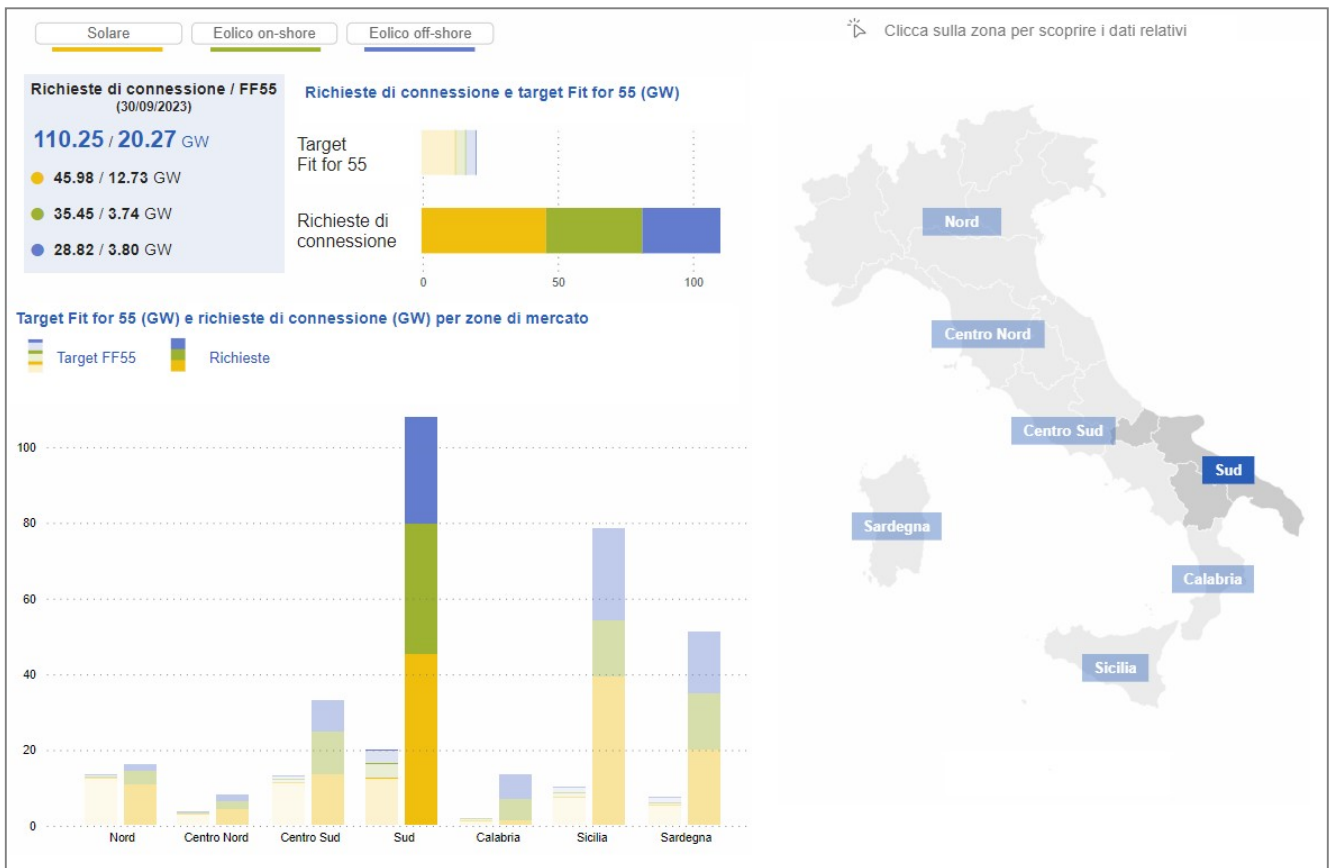 Solare
Eolico on-shore
Eolico off-shore
Clicca sulla zona per scoprire i dati relativi
Richieste di connessione / FF55
(30/09/2023)
110.25 / 20.27 GW
45.98 / 12.73 GW
35.45 / 3.74 GW
28.82 / 3.80 GW
Richieste di connessione e target Fit for 55 (GW)
Target
Fit for 55
Richieste di
connessione
0
50
100
Target Fit for 55 (GW) e richieste di connessione (GW) per zone di mercato
Target FF55
Richieste
100
80
60
40
20
0
Nord
Centro Nord
Centro Sud
Sud
Calabria
Sicilia
Sardegna
Nord
Centro Nord
Centro Sud
Sud
Sardegna
Calabria
Sicilia